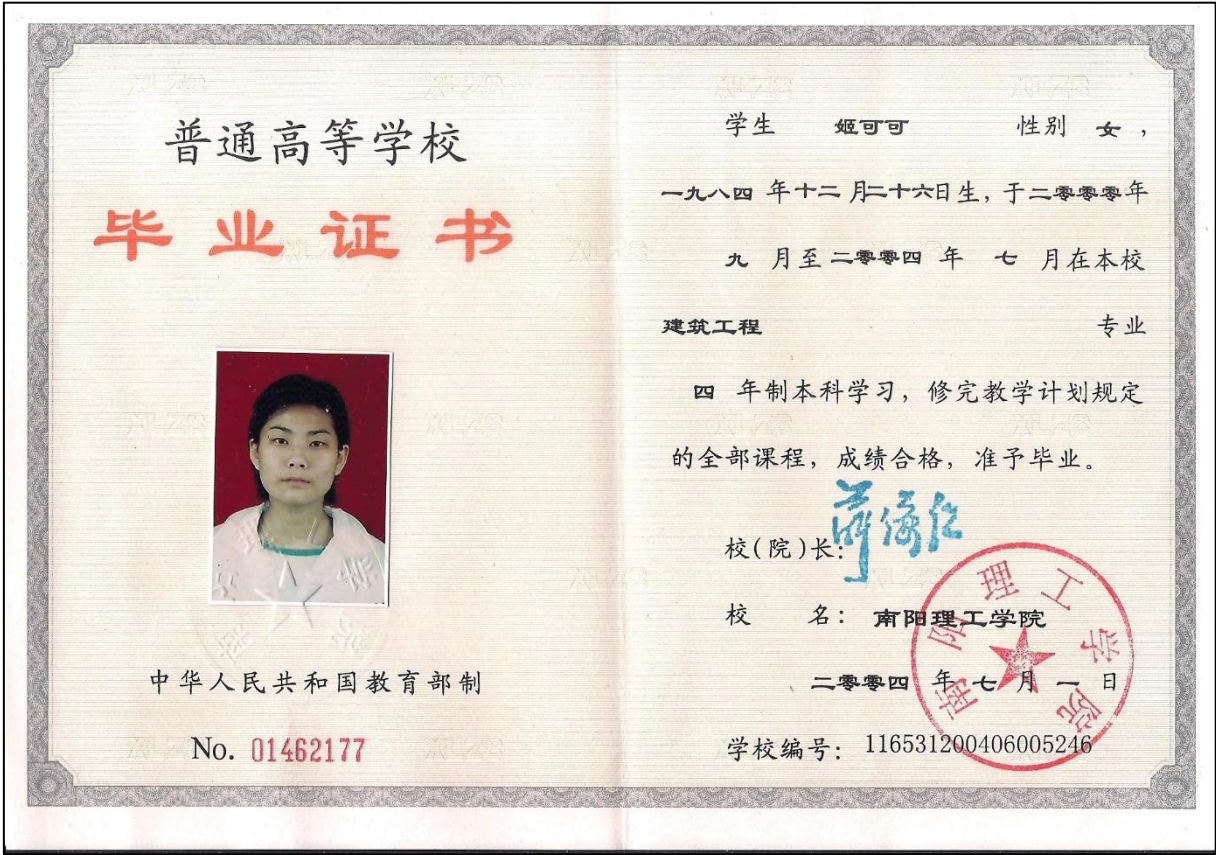 普通高等学校
毕业证书
中华人民共和国教育部制
No. 01462177
学生 姬可可 性别 女，
一九八四 年十二 月二十六日生，于二零零零年
九 月至 二零零四 年 七 月在本校
建筑工程 专业
四 年制本科学习，修完教学计划规定
的全部课程，成绩合格，准予毕业。
校(院)长：
校 名：南阳理工学院
二零零四 年 七 月 一 日
学校编号：116531200406005246
南阳理工学院